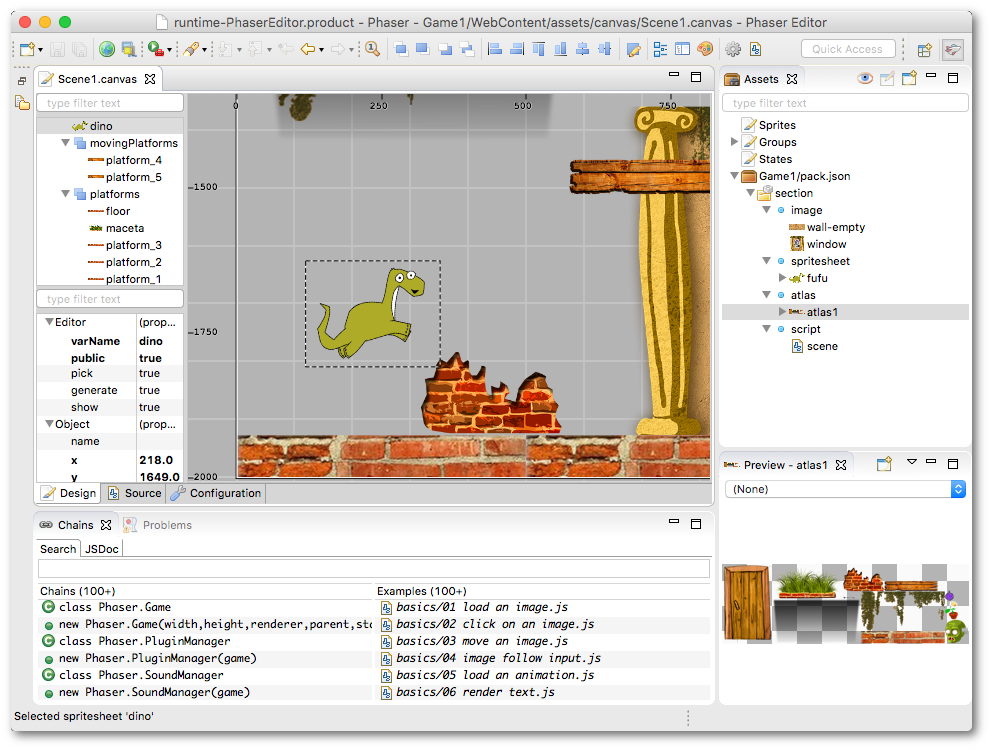 runtime-PhaserEditor.product - Phaser - Game1/WebContent/assets/canvas/Scene1.canvas - Phaser Editor
Quick Access
Scene1.canvas
type filter text
dino
movingPlatforms
platform_4
platform_5
platforms
floor
maceta
platform_3
platform_2
platform_1
type filter text
Editor (prop...
varName dino
public true
pick true
generate true
show true
Object (prop...
name
x 218.0
y 1649.0
0 250 500 750
−1500
−1750
−2000
Design Source Configuration
Assets
type filter text
Sprites
Groups
States
Game1/pack.json
section
image
wall-empty
window
spritesheet
fufu
atlas
atlas1
script
scene
Preview - atlas1
(None)
Chains Problems
Search JSDoc
Chains (100+) Examples (100+)
class Phaser.Game basics/01 load an image.js
new Phaser.Game(width,height,renderer,parent,sta basics/02 click on an image.js
class Phaser.PluginManager basics/03 move an image.js
new Phaser.PluginManager(game) basics/04 image follow input.js
class Phaser.SoundManager basics/05 load an animation.js
new Phaser.SoundManager(game) basics/06 render text.js
Selected spritesheet 'dino'